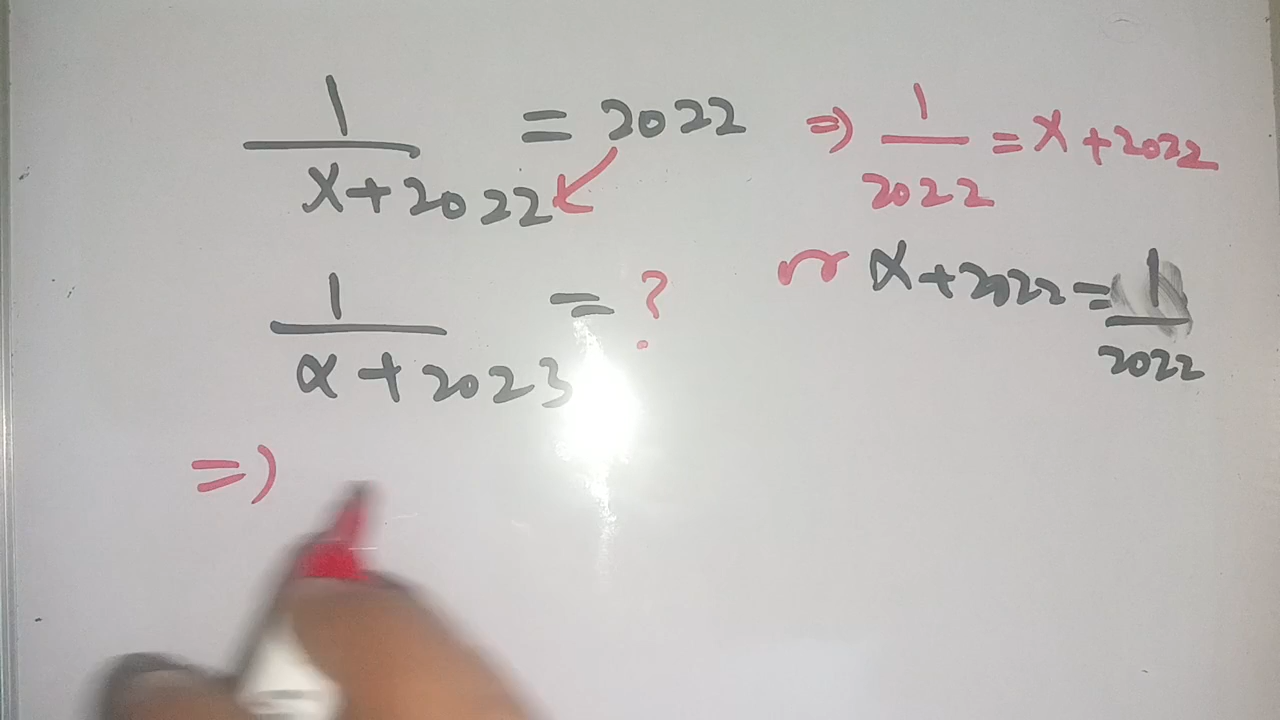 1/(x+2022) = 2022 => 1/2022 = x+2022
or x+2022 = 1/2022
1/(x+2023) = ?
=>